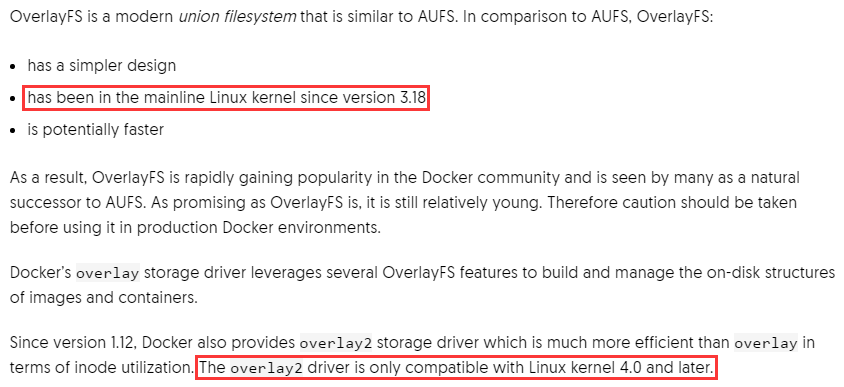 OverlayFS is a modern union filesystem that is similar to AUFS. In comparison to AUFS, OverlayFS:
• has a simpler design
• has been in the mainline Linux kernel since version 3.18
• is potentially faster
As a result, OverlayFS is rapidly gaining popularity in the Docker community and is seen by many as a natural
successor to AUFS. As promising as OverlayFS is, it is still relatively young. Therefore caution should be taken
before using it in production Docker environments.
Docker’s overlay storage driver leverages several OverlayFS features to build and manage the on-disk structures
of images and containers.
Since version 1.12, Docker also provides overlay2 storage driver which is much more efficient than overlay in
terms of inode utilization. The overlay2 driver is only compatible with Linux kernel 4.0 and later.